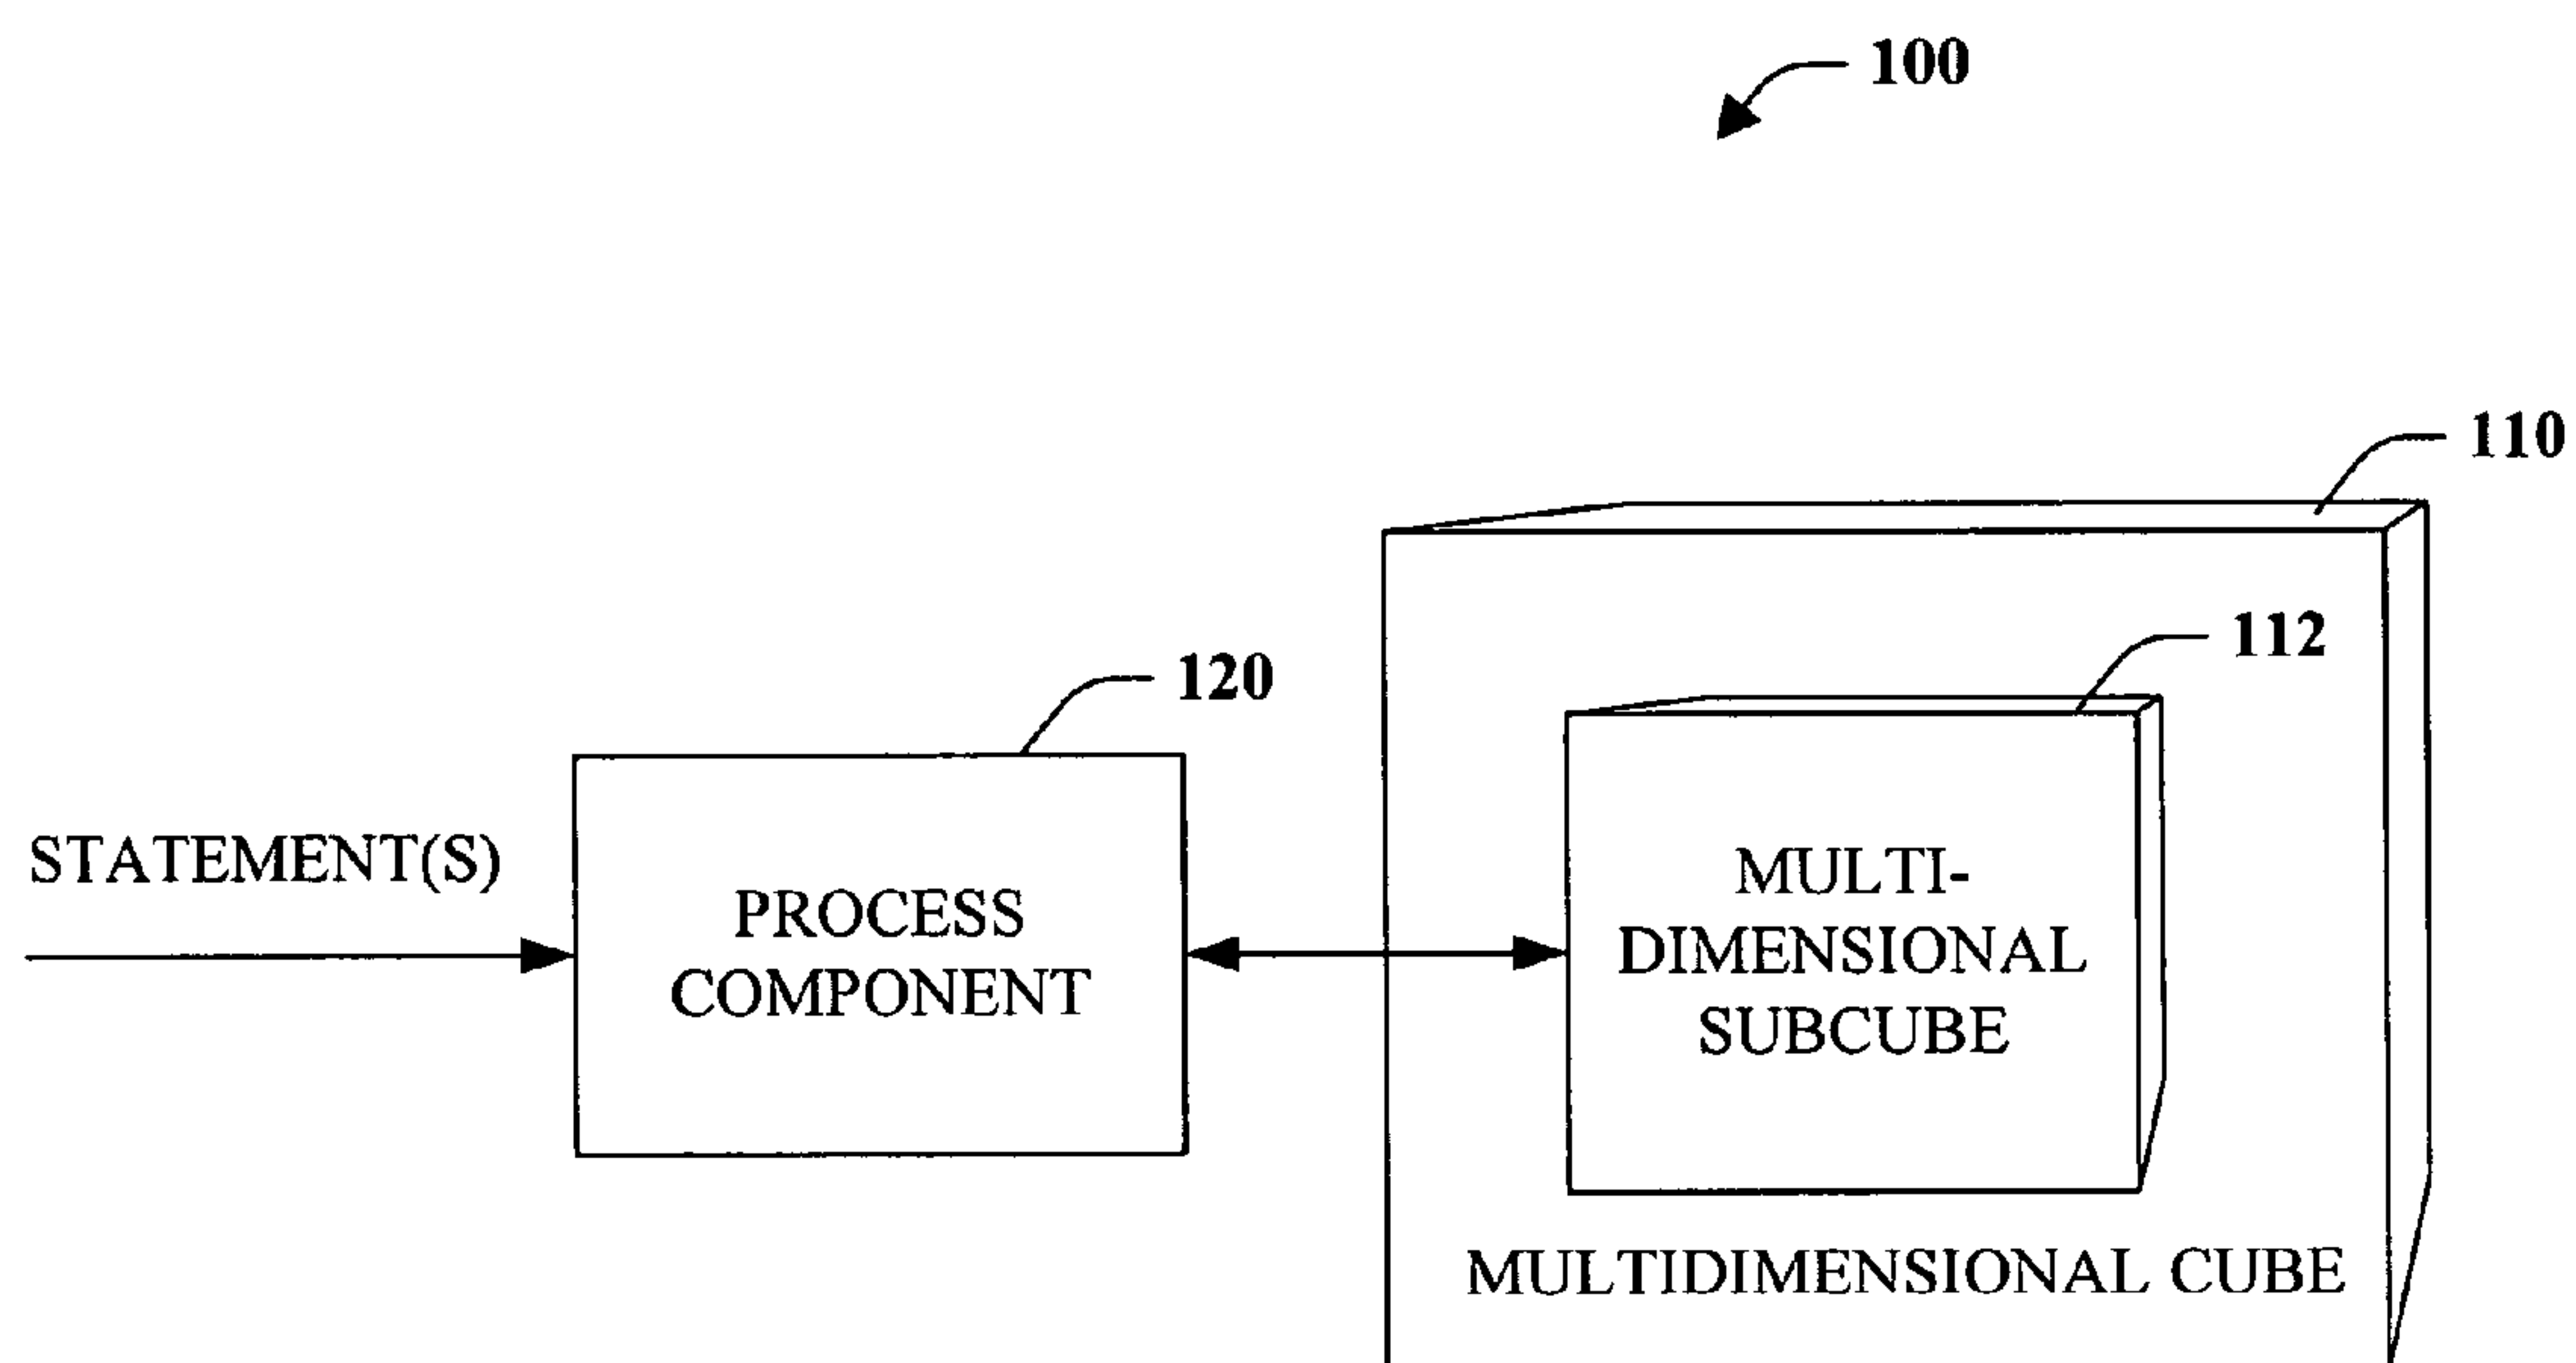 100
110
112
120
STATEMENT(S)
PROCESS
COMPONENT
MULTI-
DIMENSIONAL
SUBCUBE
MULTIDIMENSIONAL CUBE